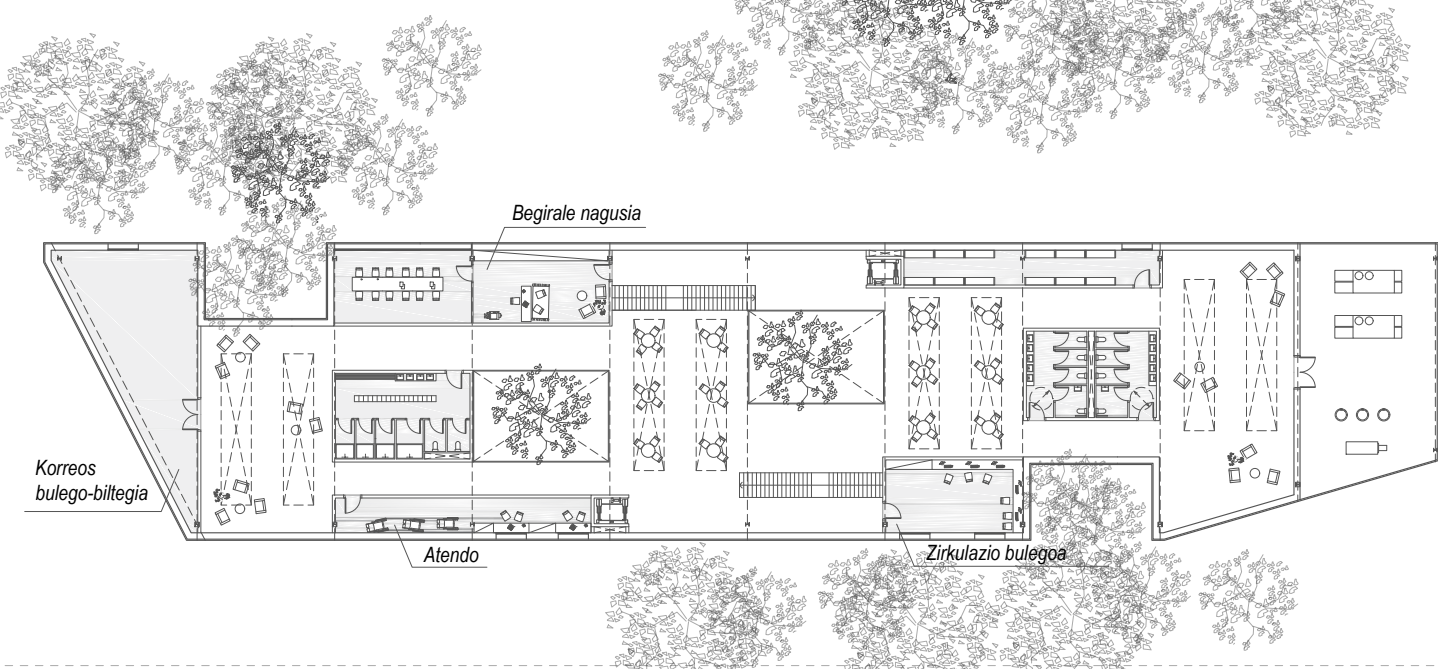 Begirale nagusia
Korreos
bulego-biltegia
Atendo
Zirkulazio bulegoa